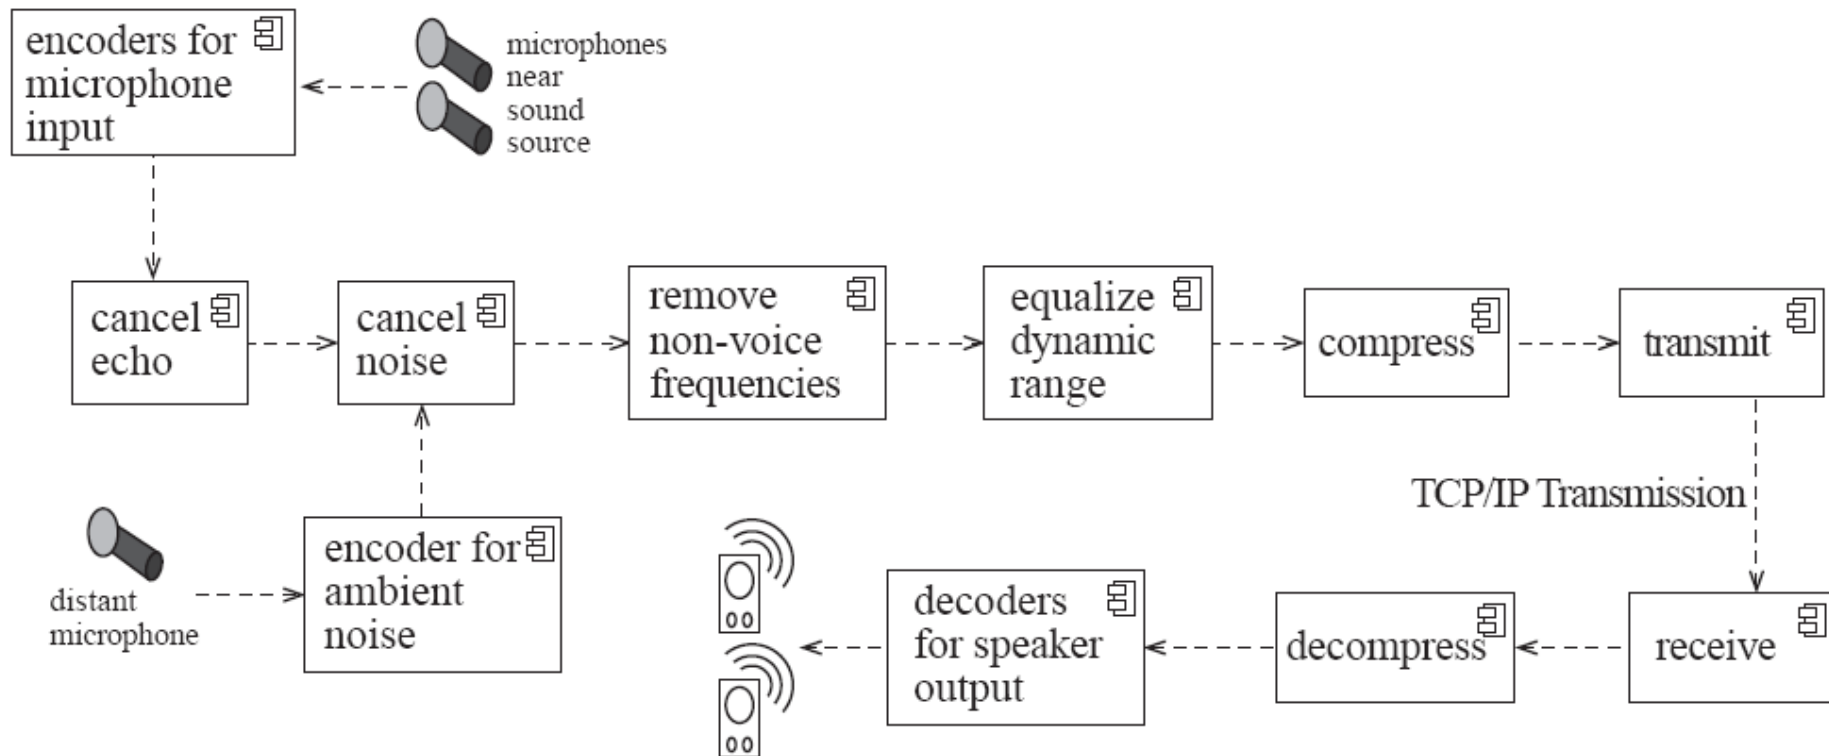 encoders for
microphone
input
microphones
near
sound
source
cancel
echo
cancel
noise
remove
non-voice
frequencies
equalize
dynamic
range
compress
transmit
TCP/IP Transmission
distant
microphone
encoder for
ambient
noise
decoders
for speaker
output
decompress
receive